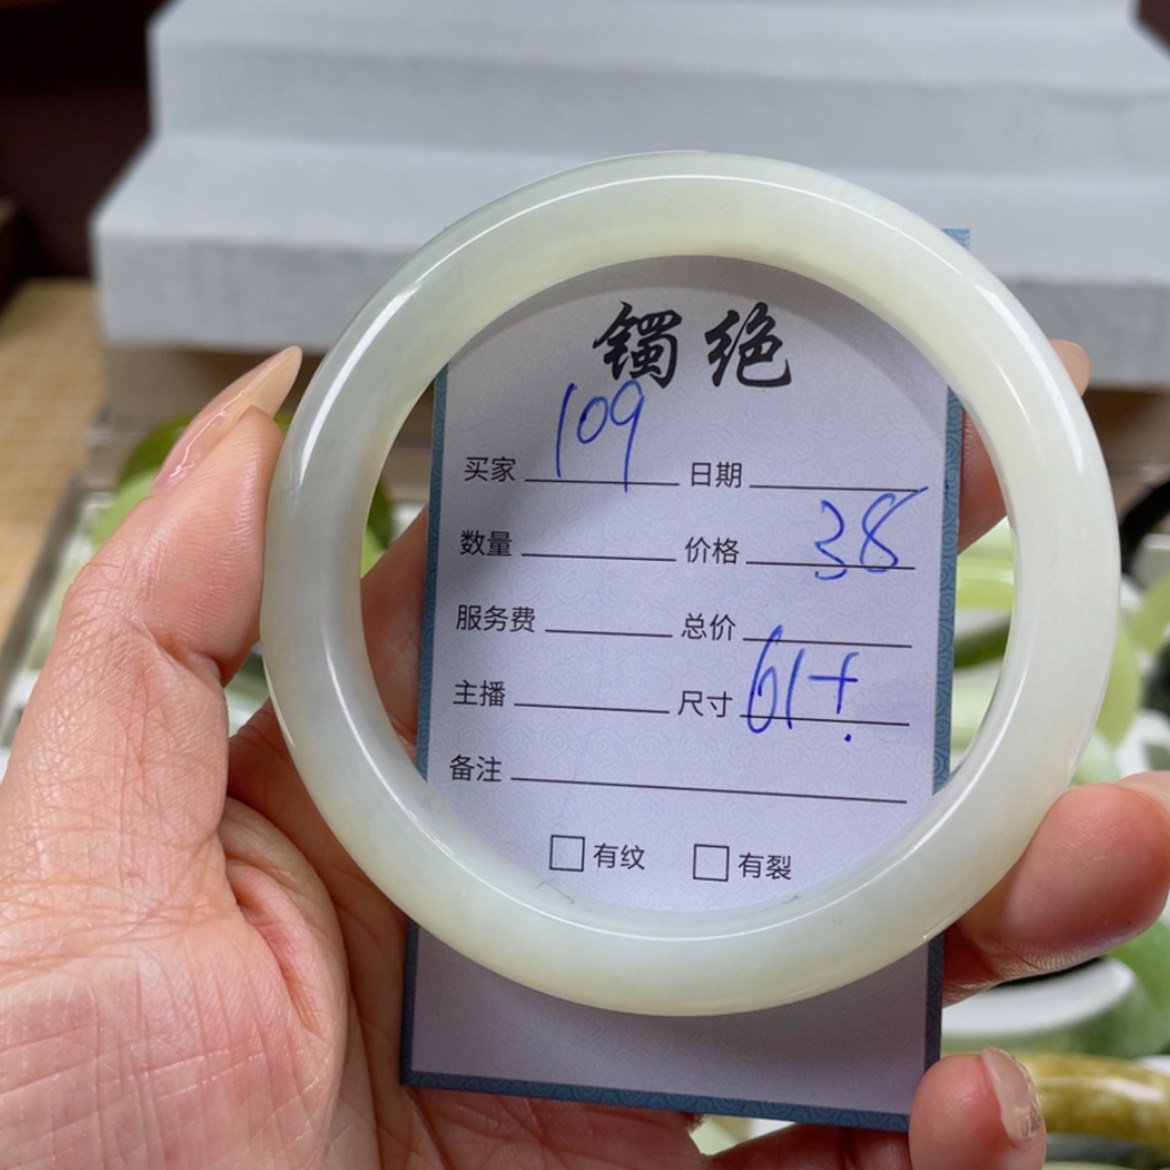 镯绝
买家 109 日期
数量 价格 38
服务费 总价
主播 尺寸 61+.
备注
□有纹 □有裂